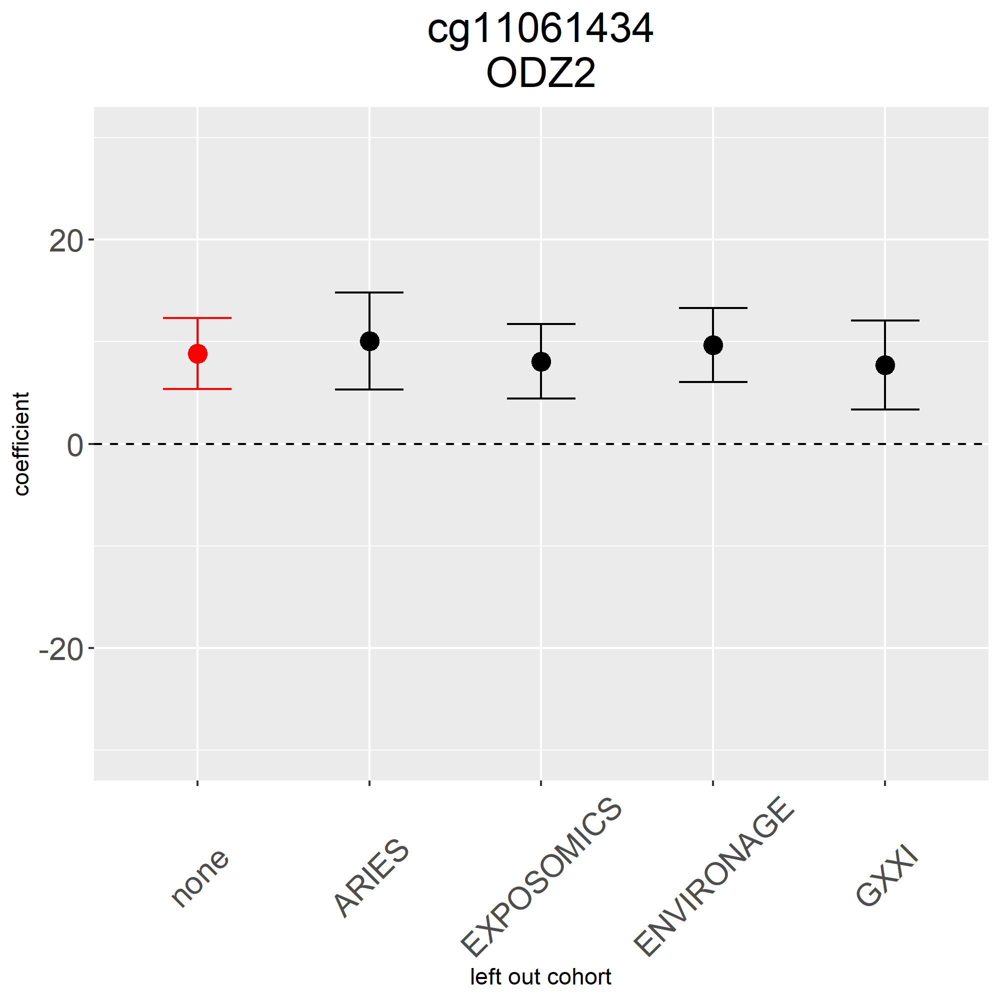 cg11061434
ODZ2
coefficient
20
0
-20
none
ARIES
EXPOSOMICS
ENVIRONAGE
GXXI
left out cohort